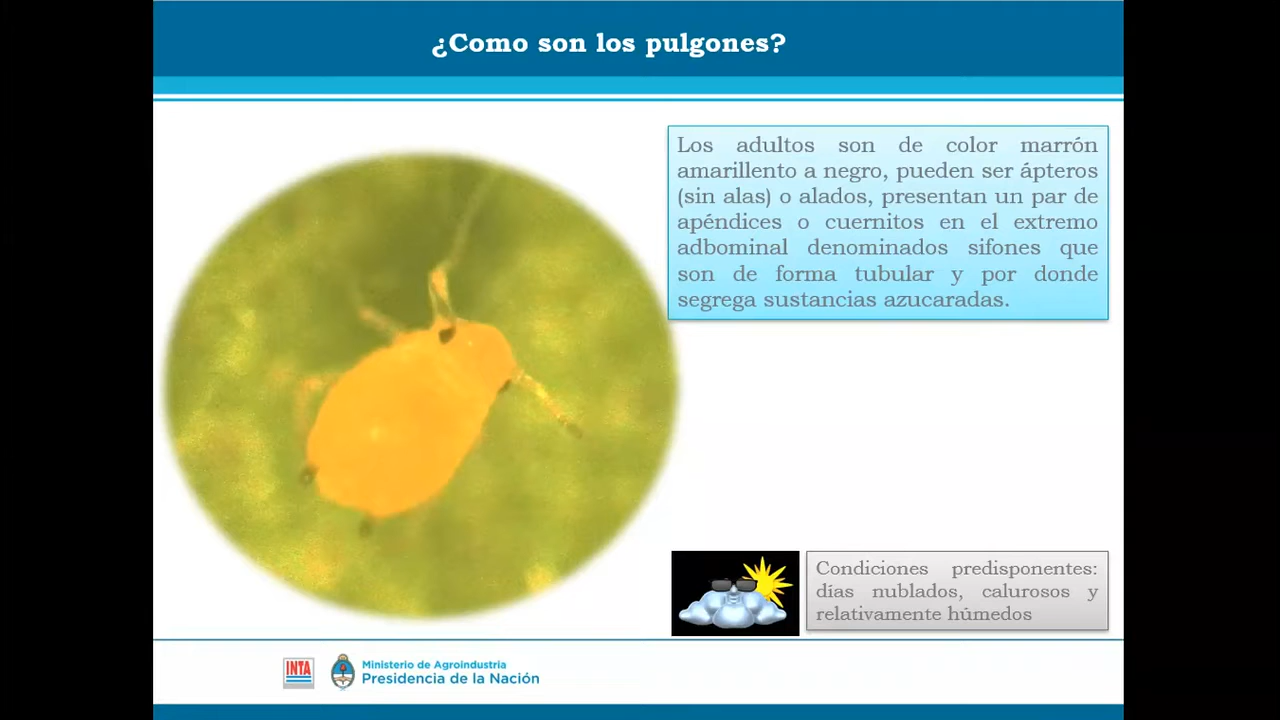 ¿Como son los pulgones?
Los adultos son de color marrón
amarillento a negro, pueden ser ápteros
(sin alas) o alados, presentan un par de
apéndices o cuernitos en el extremo
adbominal denominados sifones que
son de forma tubular y por donde
segrega sustancias azucaradas.
Condiciones predisponentes:
días nublados, calurosos y
relativamente húmedos
INTA
Ministerio de Agroindustria
Presidencia de la Nación